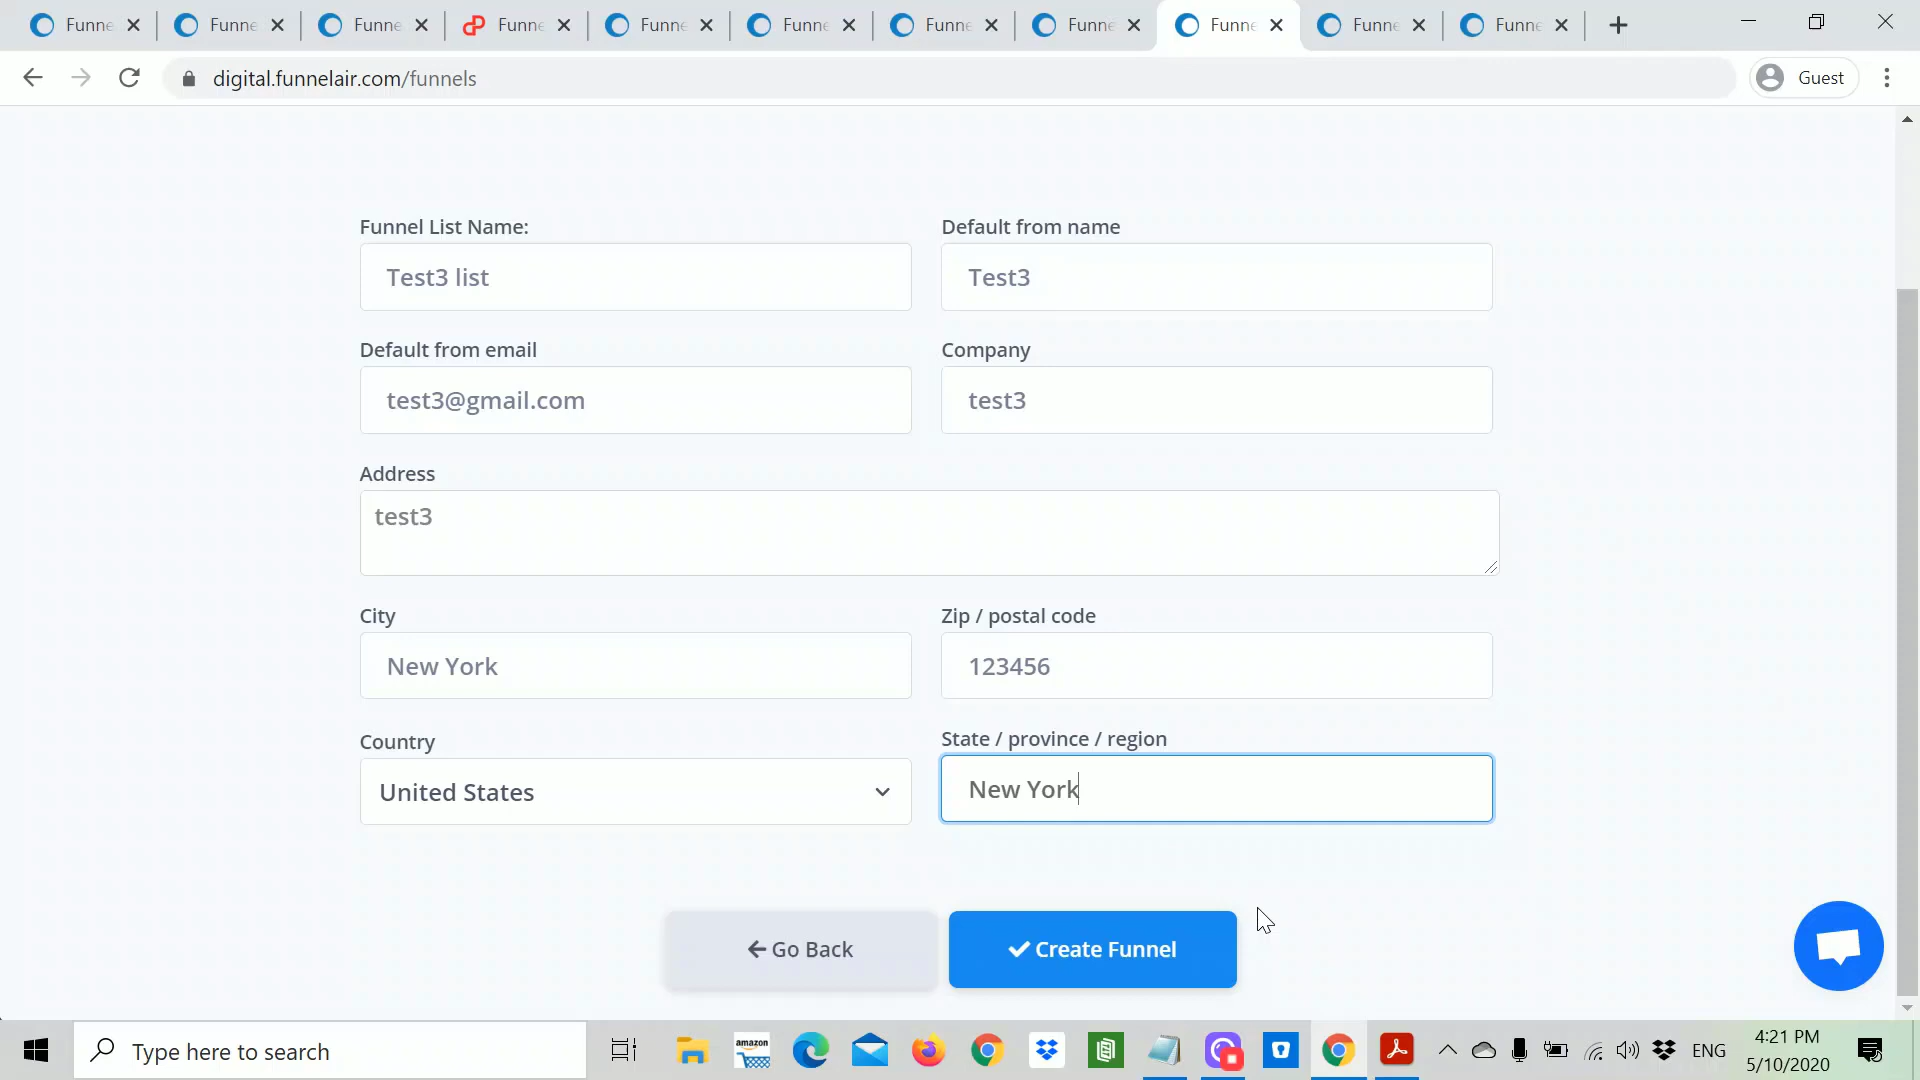 Funne
Funne
Funne
Funne
Funne
Funne
Funne
Funne
Funne
Funne
Funne
digital.funnelair.com/funnels
Guest
Funnel List Name:
Default from name
Test3 list
Test3
Default from email
Company
test3@gmail.com
test3
Address
test3
City
Zip / postal code
New York
123456
Country
State / province / region
United States
New York
Go Back
Create Funnel
Type here to search
amazon
ENG
4:21 PM
5/10/2020